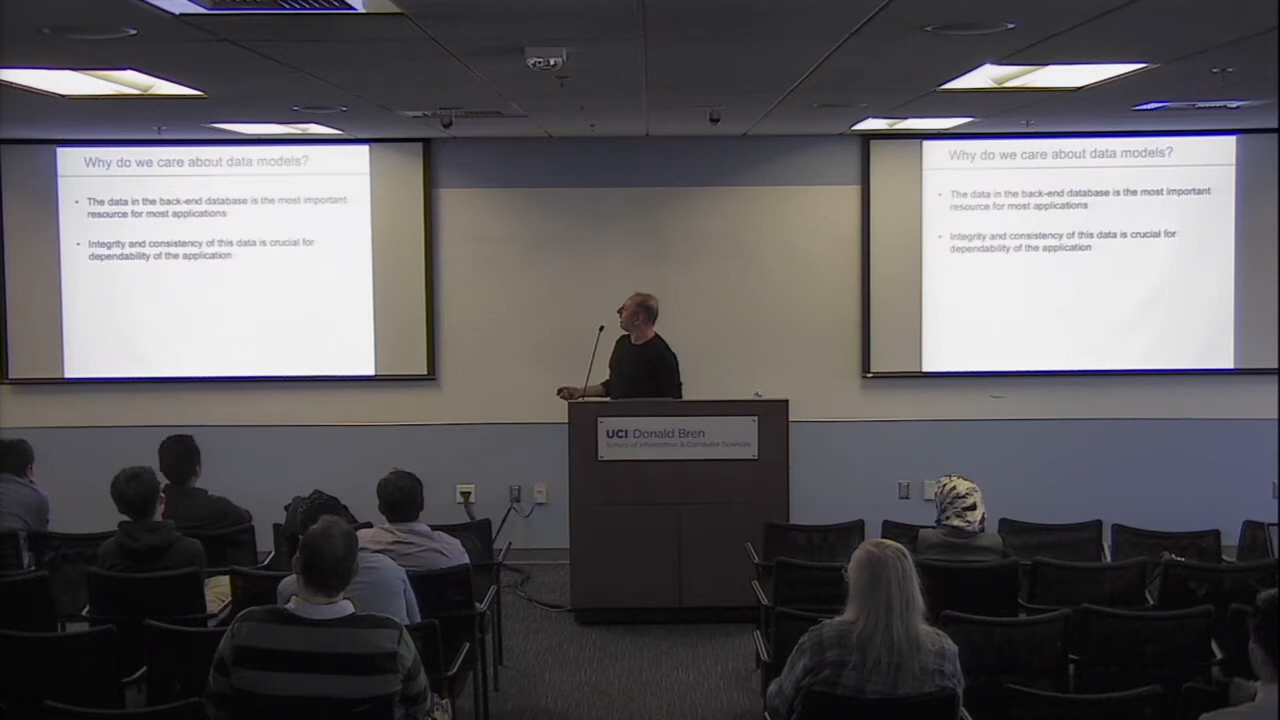 Why do we care about data models?
• The data in the back-end database is the most important
resource for most applications
• Integrity and consistency of this data is crucial for
dependability of the application
Why do we care about data models?
• The data in the back-end database is the most important
resource for most applications
• Integrity and consistency of this data is crucial for
dependability of the application
UCI Donald Bren
School of Information & Computer Sciences